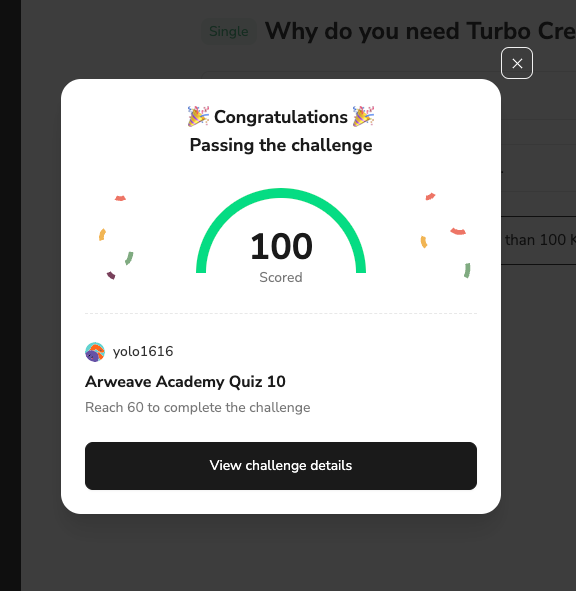 Single Why do you need Turbo Cre
🎉 Congratulations 🎉
Passing the challenge
100
Scored
than 100 K
yolo1616
Arweave Academy Quiz 10
Reach 60 to complete the challenge
View challenge details